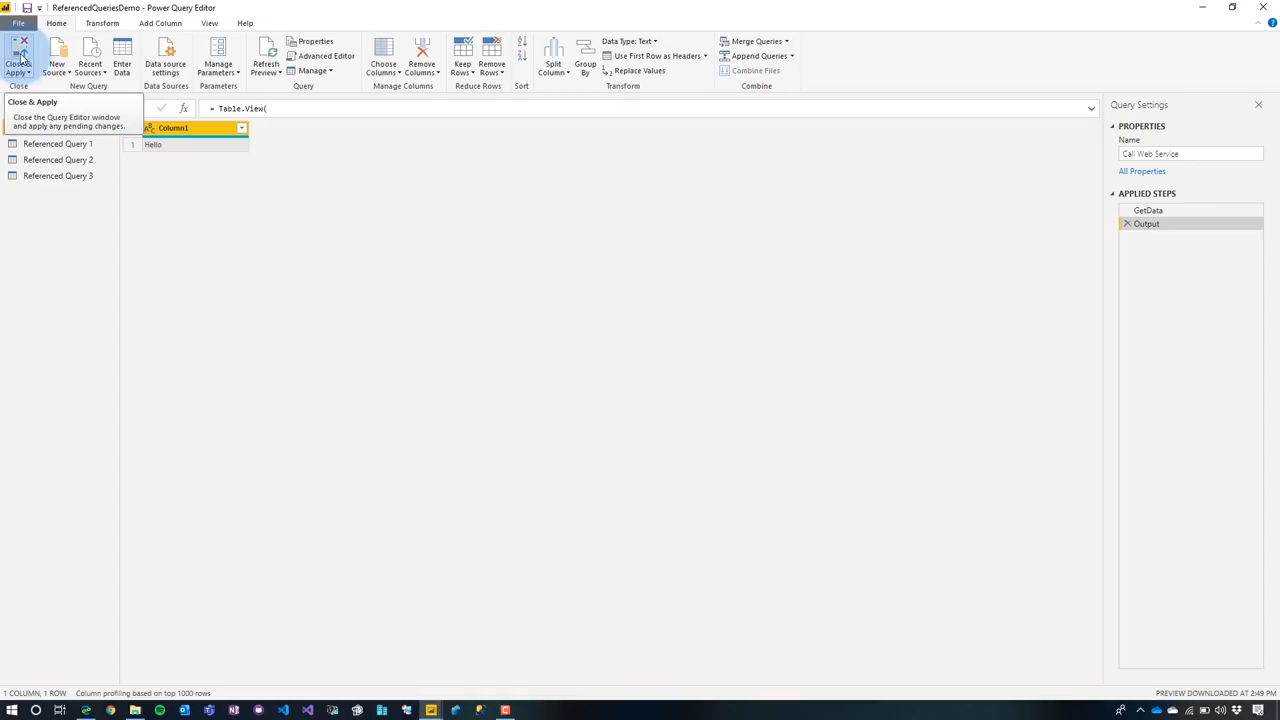 ReferencedQueriesDemo - Power Query Editor
File
Home
Transform
Add Column
View
Help
Close &
Apply
New
Source
Recent
Sources
Enter
Data
Data source
settings
Manage
Parameters
Refresh
Preview
Properties
Advanced Editor
Manage
Choose
Columns
Remove
Columns
Keep
Rows
Remove
Rows
Split
Column
Group
By
Data Type: Text
Use First Row as Headers
Replace Values
Merge Queries
Append Queries
Combine Files
Close
New Query
Data Sources
Parameters
Query
Manage Columns
Reduce Rows
Sort
Transform
Combine
Close & Apply
Close the Query Editor window
and apply any pending changes.
fx
= Table.View(
Column1
1
Hello
Referenced Query 1
Referenced Query 2
Referenced Query 3
Query Settings
PROPERTIES
Name
Call Web Service
All Properties
APPLIED STEPS
GetData
Output
1 COLUMN, 1 ROW
Column profiling based on top 1000 rows
PREVIEW DOWNLOADED AT 2:49 PM